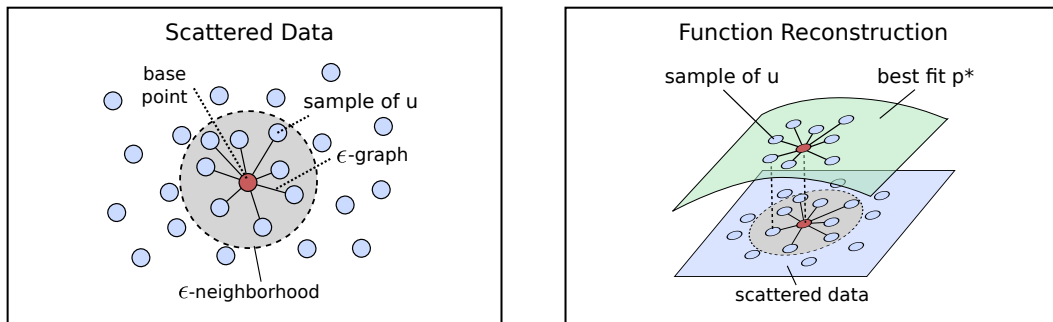 Scattered Data
base
point
sample of u
ϵ-graph
ϵ-neighborhood
Function Reconstruction
sample of u
best fit p*
scattered data